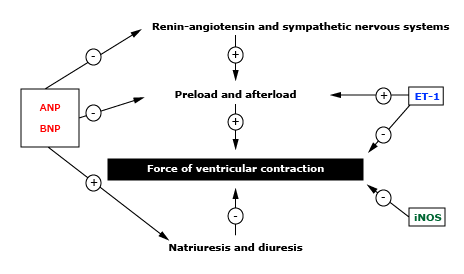 Renin-angiotensin and sympathetic nervous systems
-
+
ANP
BNP
-
Preload and afterload
+
ET-1
+
-
Force of ventricular contraction
+
-
-
iNOS
Natriuresis and diuresis